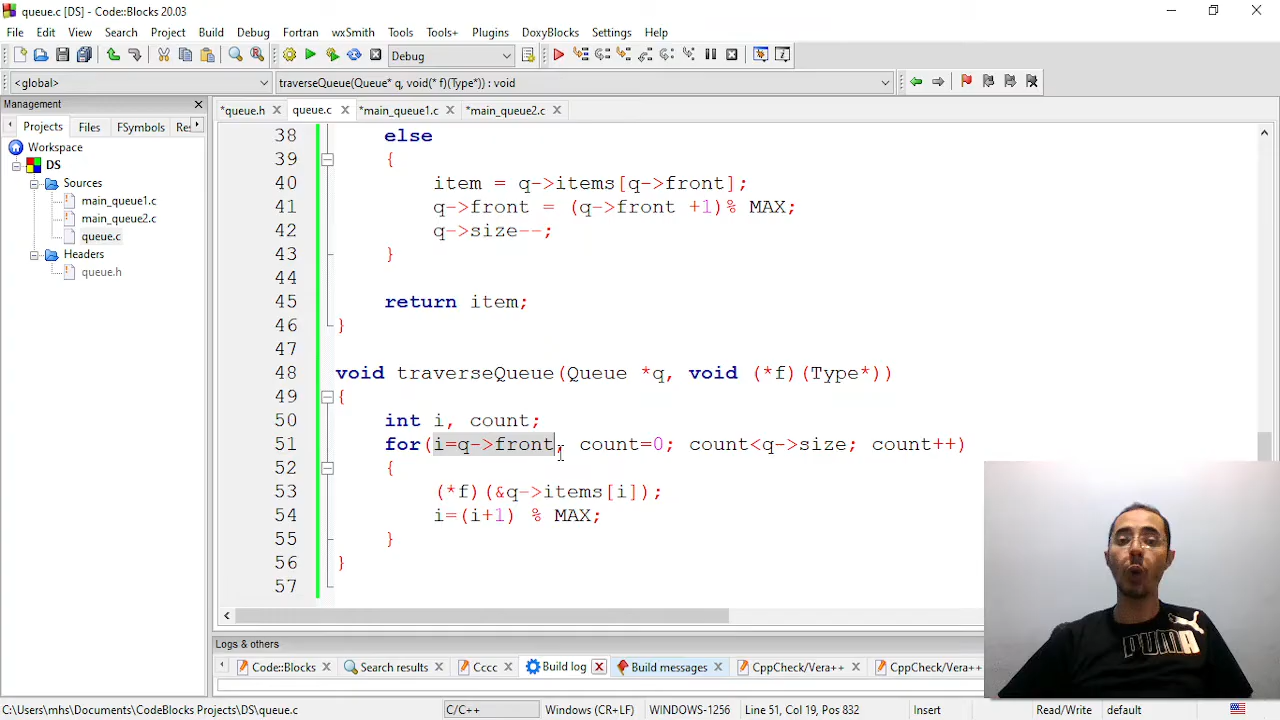 queue.c [DS] - Code::Blocks 20.03
File Edit View Search Project Build Debug Fortran wxSmith Tools Tools+ Plugins DoxyBlocks Settings Help
Debug
<global> traverseQueue(Queue* q, void(* f)(Type*)) : void
Management
*queue.h queue.c *main_queue1.c *main_queue2.c
Projects Files FSymbols Re
Workspace
DS
Sources
main_queue1.c
main_queue2.c
queue.c
Headers
queue.h
38 else
39 {
40 item = q->items[q->front];
41 q->front = (q->front +1)% MAX;
42 q->size--;
43 }
44
45 return item;
46 }
47
48 void traverseQueue(Queue *q, void (*f)(Type*))
49 {
50 int i, count;
51 for(i=q->front, count=0; count<q->size; count++)
52 {
53 (*f)(&q->items[i]);
54 i=(i+1) % MAX;
55 }
56 }
57
PUMA
Logs & others
Code::Blocks Search results Cccc Build log Build messages CppCheck/Vera++ CppCheck/Vera++
C:\Users\mhs\Documents\CodeBlocks Projects\DS\queue.c C/C++ Windows (CR+LF) WINDOWS-1256 Line 51, Col 19, Pos 832 Insert Read/Write default